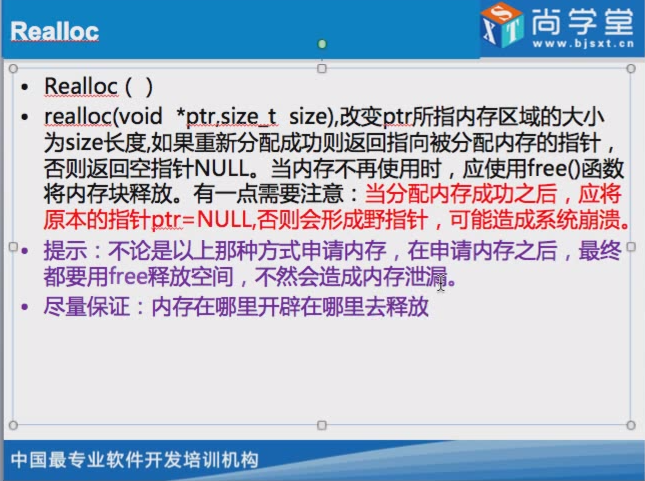 Realloc
尚学堂
SXT
www.bjsxt.cn
• Realloc（ ）
• realloc(void *ptr,size_t size),改变ptr所指内存区域的大小
为size长度,如果重新分配成功则返回指向被分配内存的指针，
否则返回空指针NULL。当内存不再使用时，应使用free()函数
将内存块释放。有一点需要注意：当分配内存成功之后，应将
原本的指针ptr=NULL,否则会形成野指针，可能造成系统崩溃。
• 提示：不论是以上那种方式申请内存，在申请内存之后，最终
都要用free释放空间，不然会造成内存泄漏。
• 尽量保证：内存在哪里开辟在哪里去释放
中国最专业软件开发培训机构